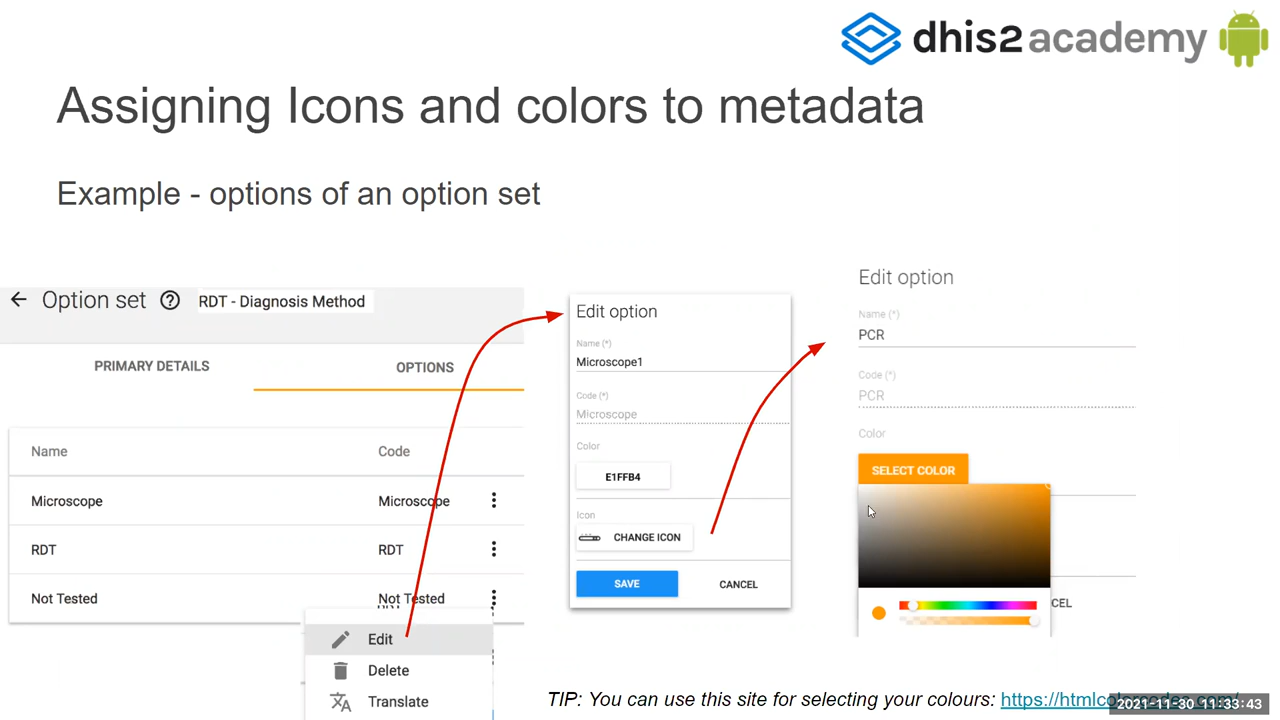 dhis2 academy
Assigning Icons and colors to metadata
Example - options of an option set
Option set
RDT - Diagnosis Method
PRIMARY DETAILS
OPTIONS
Name
Code
Microscope
Microscope
RDT
RDT
Not Tested
Not Tested
Edit
Delete
Translate
Edit option
Name (*)
Microscope1
Code (*)
Microscope
Color
E1FFB4
Icon
CHANGE ICON
SAVE
CANCEL
Edit option
Name (*)
PCR
Code (*)
PCR
Color
SELECT COLOR
CEL
TIP: You can use this site for selecting your colours: https://htmlcolorcodes.com/
2021-11-30 11:33:43